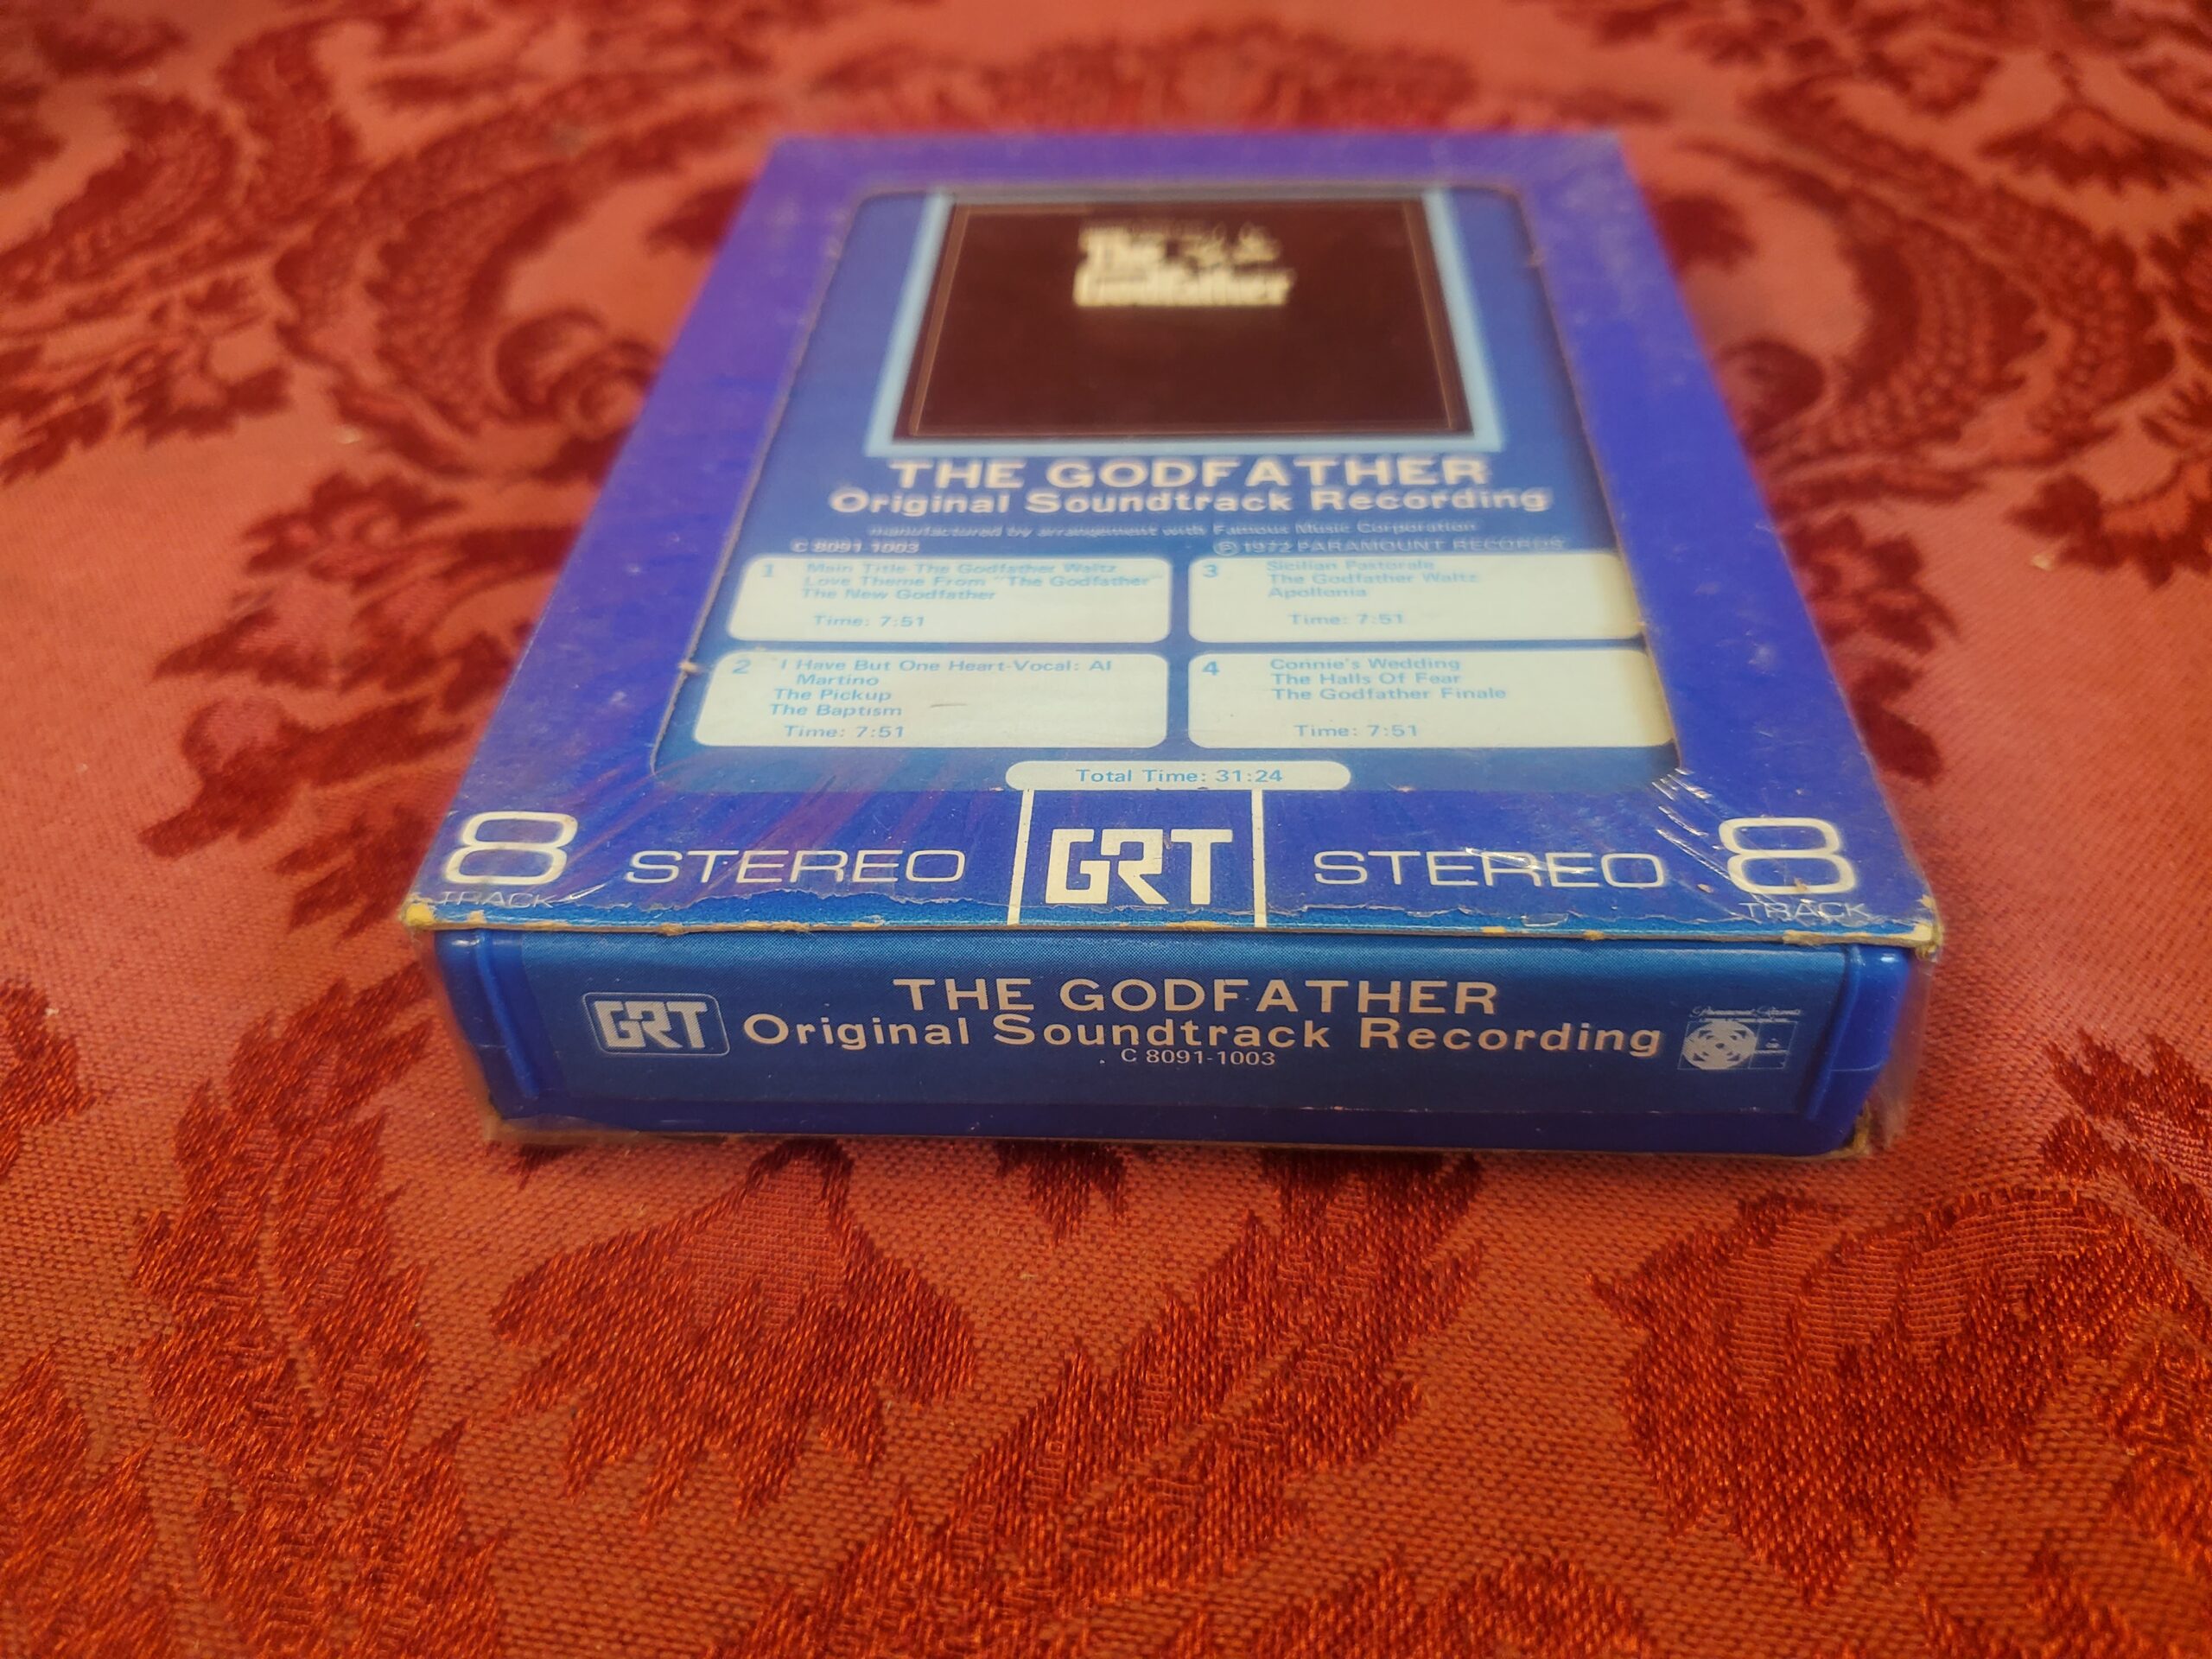 The
Godfather
THE GODFATHER
Original Soundtrack Recording
manufactured by arrangement with Famous Music Corporation
C 8091 1003
℗ 1972 PARAMOUNT RECORDS
1 Main Title-The Godfather Waltz
Love Theme From "The Godfather"
The New Godfather
Time: 7:51
3 Sicilian Pastorale
The Godfather Waltz
Apollonia
Time: 7:51
2 I Have But One Heart-Vocal: Al
Martino
The Pickup
The Baptism
Time: 7:51
4 Connie's Wedding
The Halls Of Fear
The Godfather Finale
Time: 7:51
Total Time: 31:24
8 STEREO GRT STEREO 8
TRACK TRACK
GRT
THE GODFATHER
Original Soundtrack Recording
C 8091-1003
Paramount Records